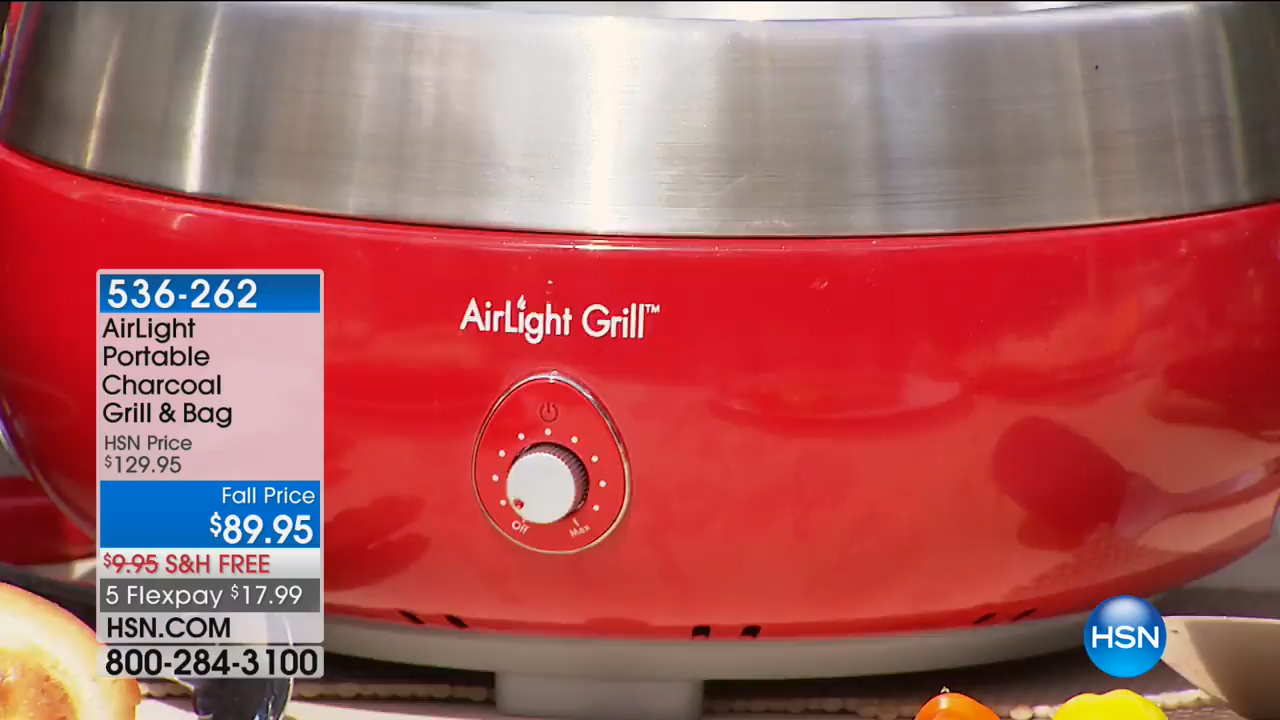 536-262
AirLight
Portable
Charcoal
Grill & Bag
HSN Price
$129.95
Fall Price
$89.95
$9.95 S&H FREE
5 Flexpay $17.99
HSN.COM
800-284-3100
AirLight Grill™
Off
Max
HSN